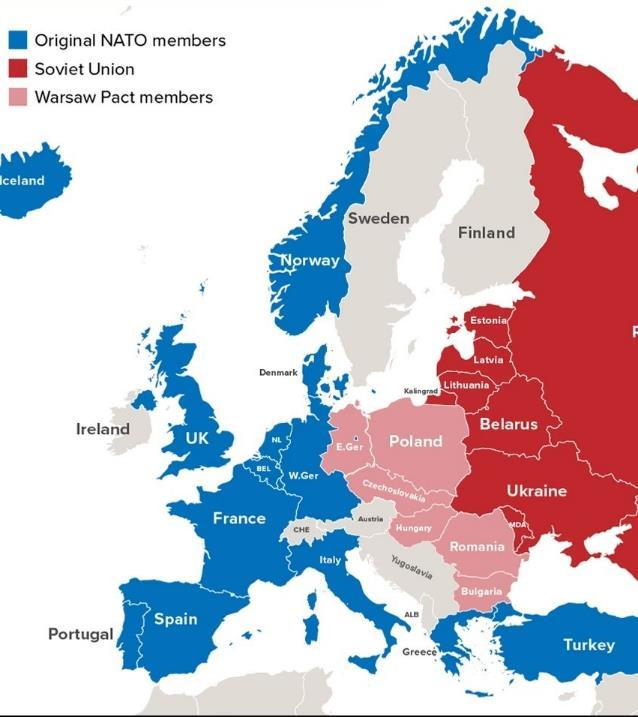 Original NATO members
Soviet Union
Warsaw Pact members
Iceland
Sweden
Finland
Norway
Estonia
Denmark
Latvia
Kalingrad
Lithuania
Ireland
UK
NL
E.Ger
Poland
Belarus
BEL
W.Ger
Czechoslovakia
Ukraine
France
CHE
Austria
Hungary
MDA
Romania
Italy
Yugoslavia
Bulgaria
Portugal
Spain
ALB
Greece
Turkey
R